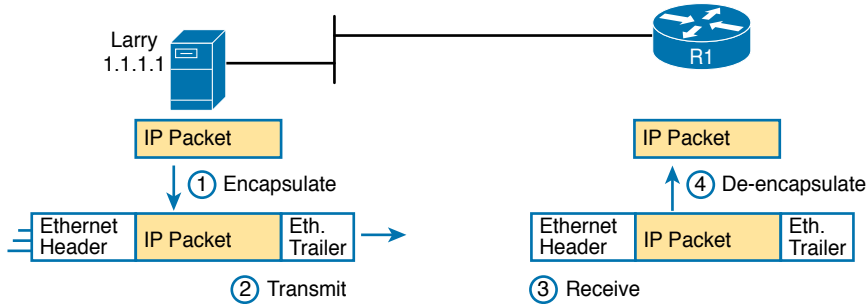 Larry
1.1.1.1
R1
IP Packet
IP Packet
1 Encapsulate
4 De-encapsulate
Ethernet
Header
IP Packet
Eth.
Trailer
Ethernet
Header
IP Packet
Eth.
Trailer
2 Transmit
3 Receive